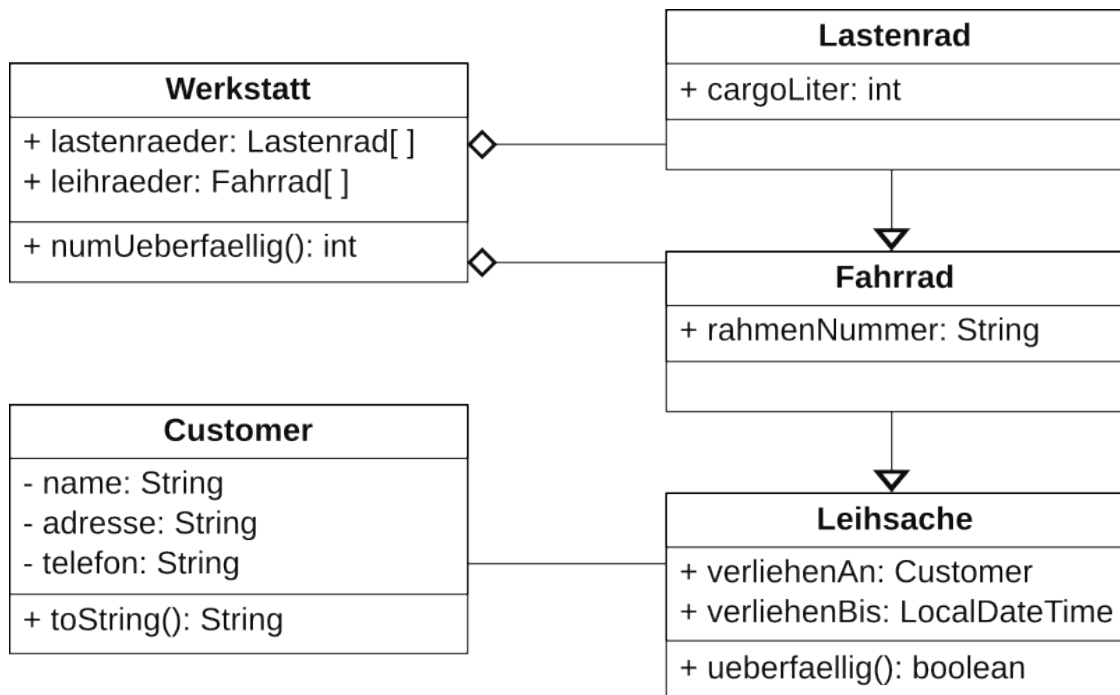 Werkstatt
+ lastenraeder: Lastenrad[ ]
+ leihraeder: Fahrrad[ ]
+ numUeberfaellig(): int
Lastenrad
+ cargoLiter: int
Fahrrad
+ rahmenNummer: String
Customer
- name: String
- adresse: String
- telefon: String
+ toString(): String
Leihsache
+ verliehenAn: Customer
+ verliehenBis: LocalDateTime
+ ueberfaellig(): boolean